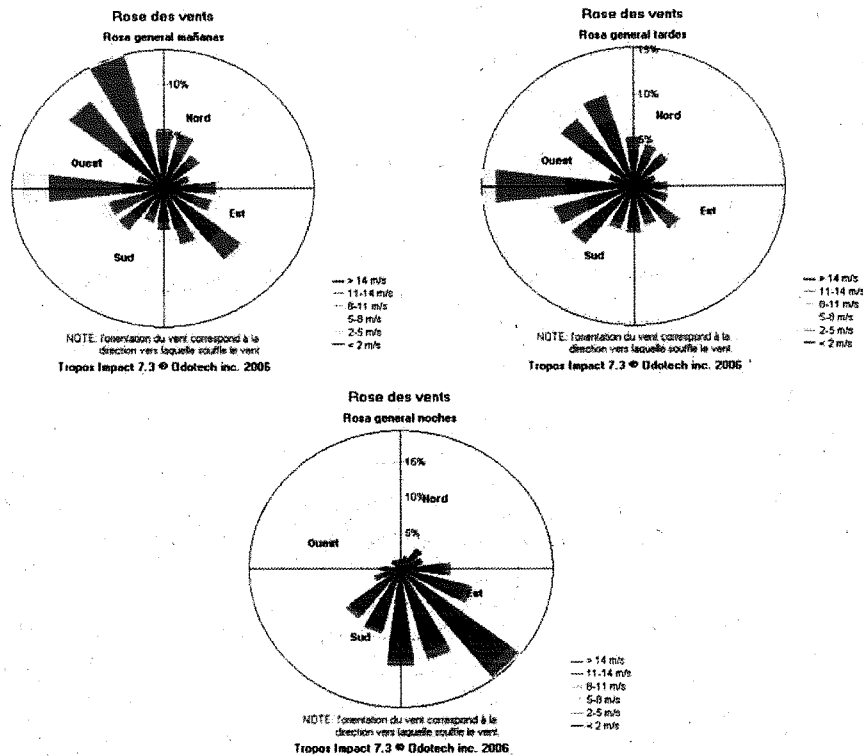 Rose des vents
Rosa general mañanas
10%
Nord
Ouest
Est
Sud
> 14 m/s
11-14 m/s
8-11 m/s
5-8 m/s
2-5 m/s
< 2 m/s
NOTE: l'orientation du vent correspond à la
direction vers laquelle souffle le vent
Tropos Impact 7.3 © Odotech inc. 2006
Rose des vents
Rosa general tardes
15%
10%
5%
Nord
Ouest
Est
Sud
> 14 m/s
11-14 m/s
8-11 m/s
5-8 m/s
2-5 m/s
< 2 m/s
NOTE: l'orientation du vent correspond à la
direction vers laquelle souffle le vent.
Tropos Impact 7.3 © Odotech inc. 2006
Rose des vents
Rosa general noches
15%
10%
Nord
5%
Ouest
Est
Sud
> 14 m/s
11-14 m/s
8-11 m/s
5-8 m/s
2-5 m/s
< 2 m/s
NOTE: l'orientation du vent correspond à la
direction vers laquelle souffle le vent.
Tropos Impact 7.3 © Odotech inc. 2006